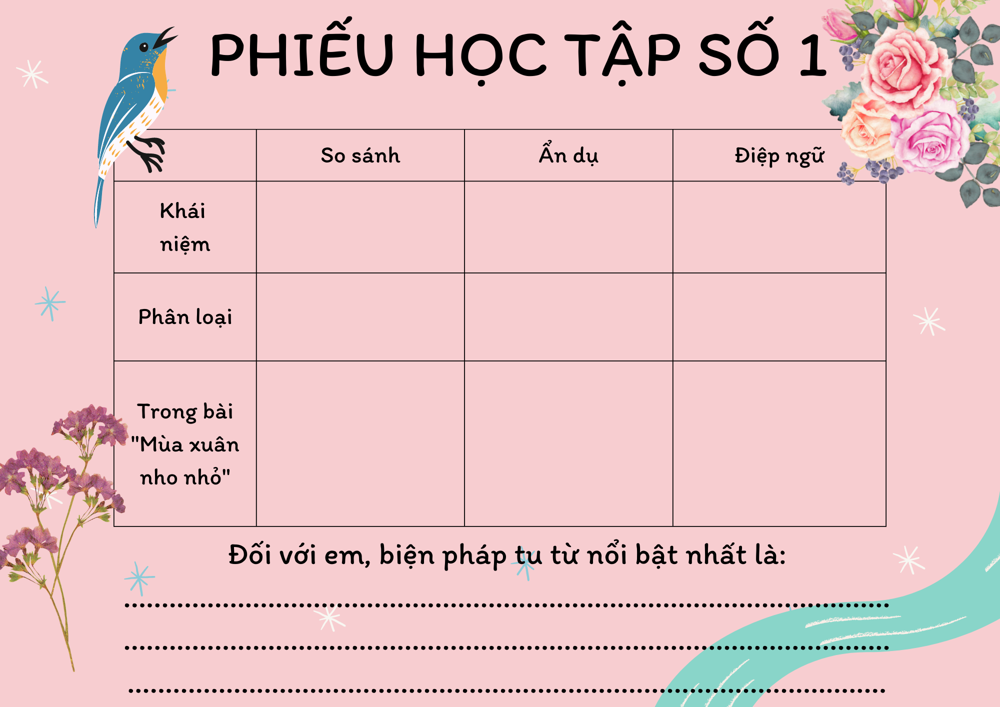 PHIẾU HỌC TẬP SỐ 1
So sánh
Ẩn dụ
Điệp ngữ
Khái
niệm
Phân loại
Trong bài
"Mùa xuân
nho nhỏ"
Đối với em, biện pháp tu từ nổi bật nhất là: